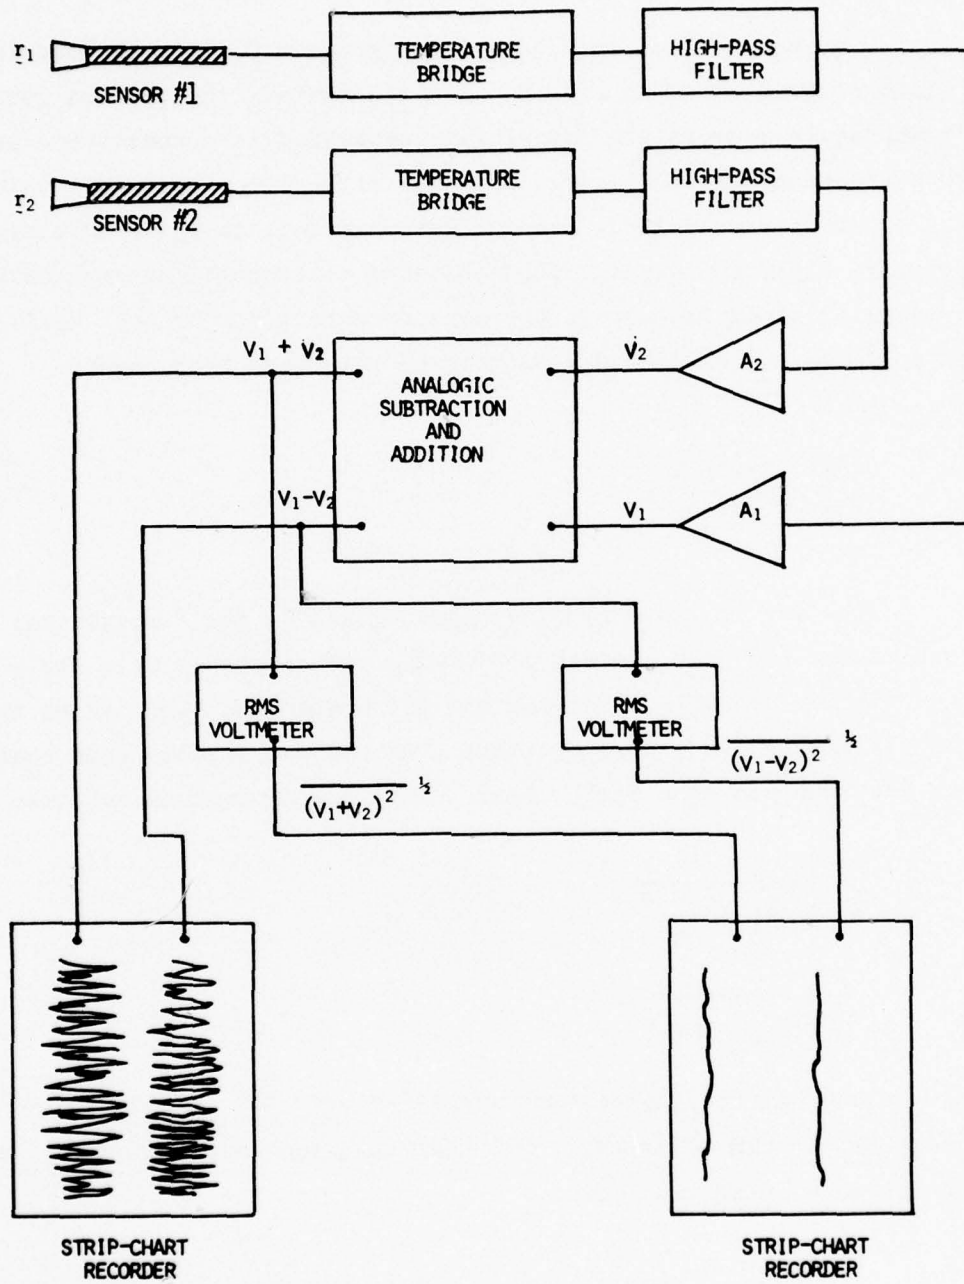 r1
SENSOR #1
TEMPERATURE
BRIDGE
HIGH-PASS
FILTER
r2
SENSOR #2
TEMPERATURE
BRIDGE
HIGH-PASS
FILTER
V1 + V2
ANALOGIC
SUBTRACTION
AND
ADDITION
V2
A2
V1-V2
V1
A1
RMS
VOLTMETER
RMS
VOLTMETER
(V1+V2)2 ½
(V1-V2)2 ½
STRIP-CHART
RECORDER
STRIP-CHART
RECORDER